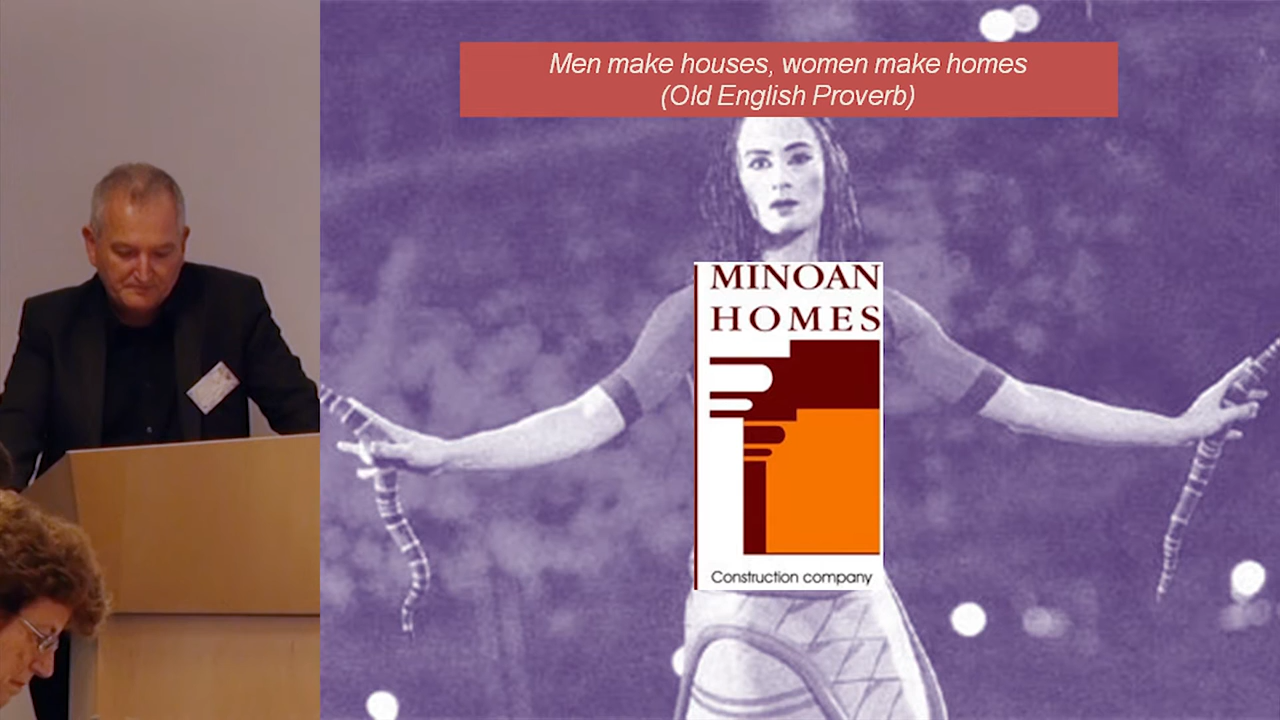 Men make houses, women make homes
(Old English Proverb)
MINOAN
HOMES
Construction company